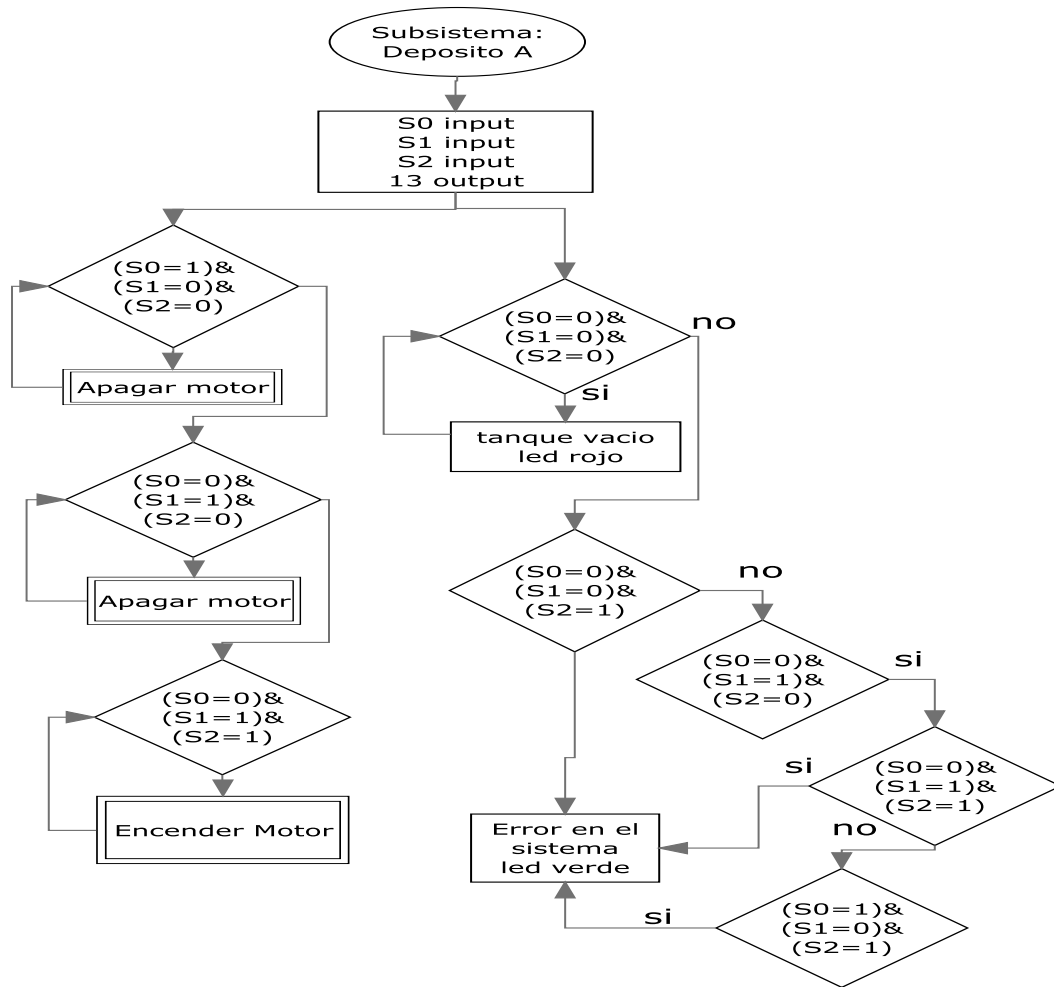 Subsistema:
Deposito A
S0 input
S1 input
S2 input
13 output
(S0=1)&
(S1=0)&
(S2=0)
Apagar motor
(S0=0)&
(S1=1)&
(S2=0)
Apagar motor
(S0=0)&
(S1=1)&
(S2=1)
Encender Motor
(S0=0)&
(S1=0)&
(S2=0)
no
si
tanque vacio
led rojo
(S0=0)&
(S1=0)&
(S2=1)
no
(S0=0)&
(S1=1)&
(S2=0)
si
(S0=0)&
(S1=1)&
(S2=1)
si
no
Error en el
sistema
led verde
(S0=1)&
(S1=0)&
(S2=1)
si